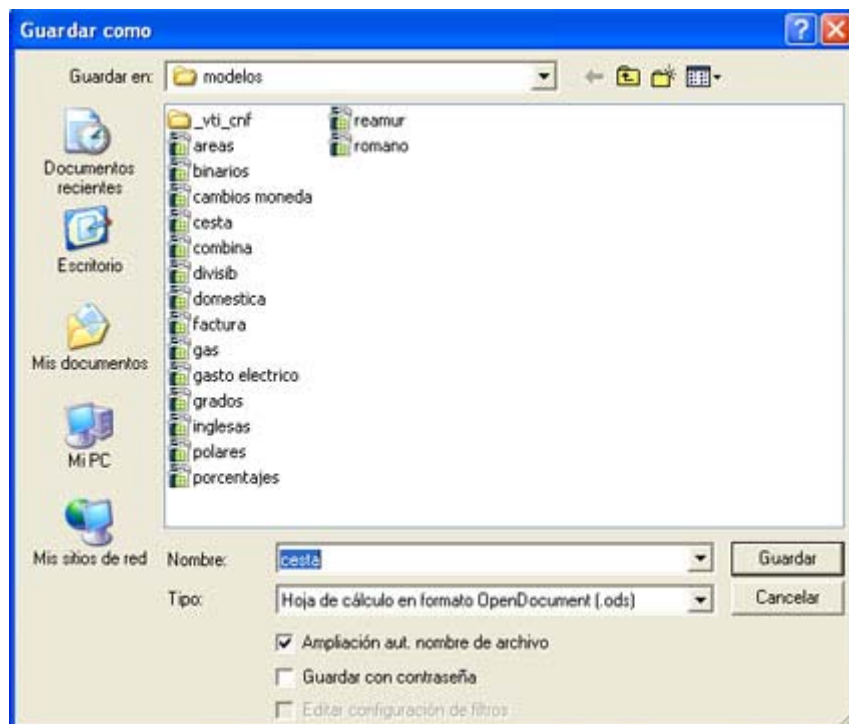 Guardar como
Guardar en:
modelos
Documentos
recientes
Escritorio
Mis documentos
Mi PC
Mis sitios de red
_vti_cnf
areas
binarios
cambios moneda
cesta
combina
divisib
domestica
factura
gas
gasto electrico
grados
inglesas
polares
porcentajes
reamur
romano
Nombre:
cesta
Guardar
Tipo:
Hoja de cálculo en formato OpenDocument (.ods)
Cancelar
Ampliación aut. nombre de archivo
Guardar con contraseña
Editar configuración de filtros